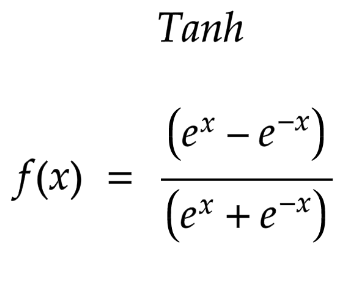 Tanh
f(x) = (e^x − e^−x) / (e^x + e^−x)